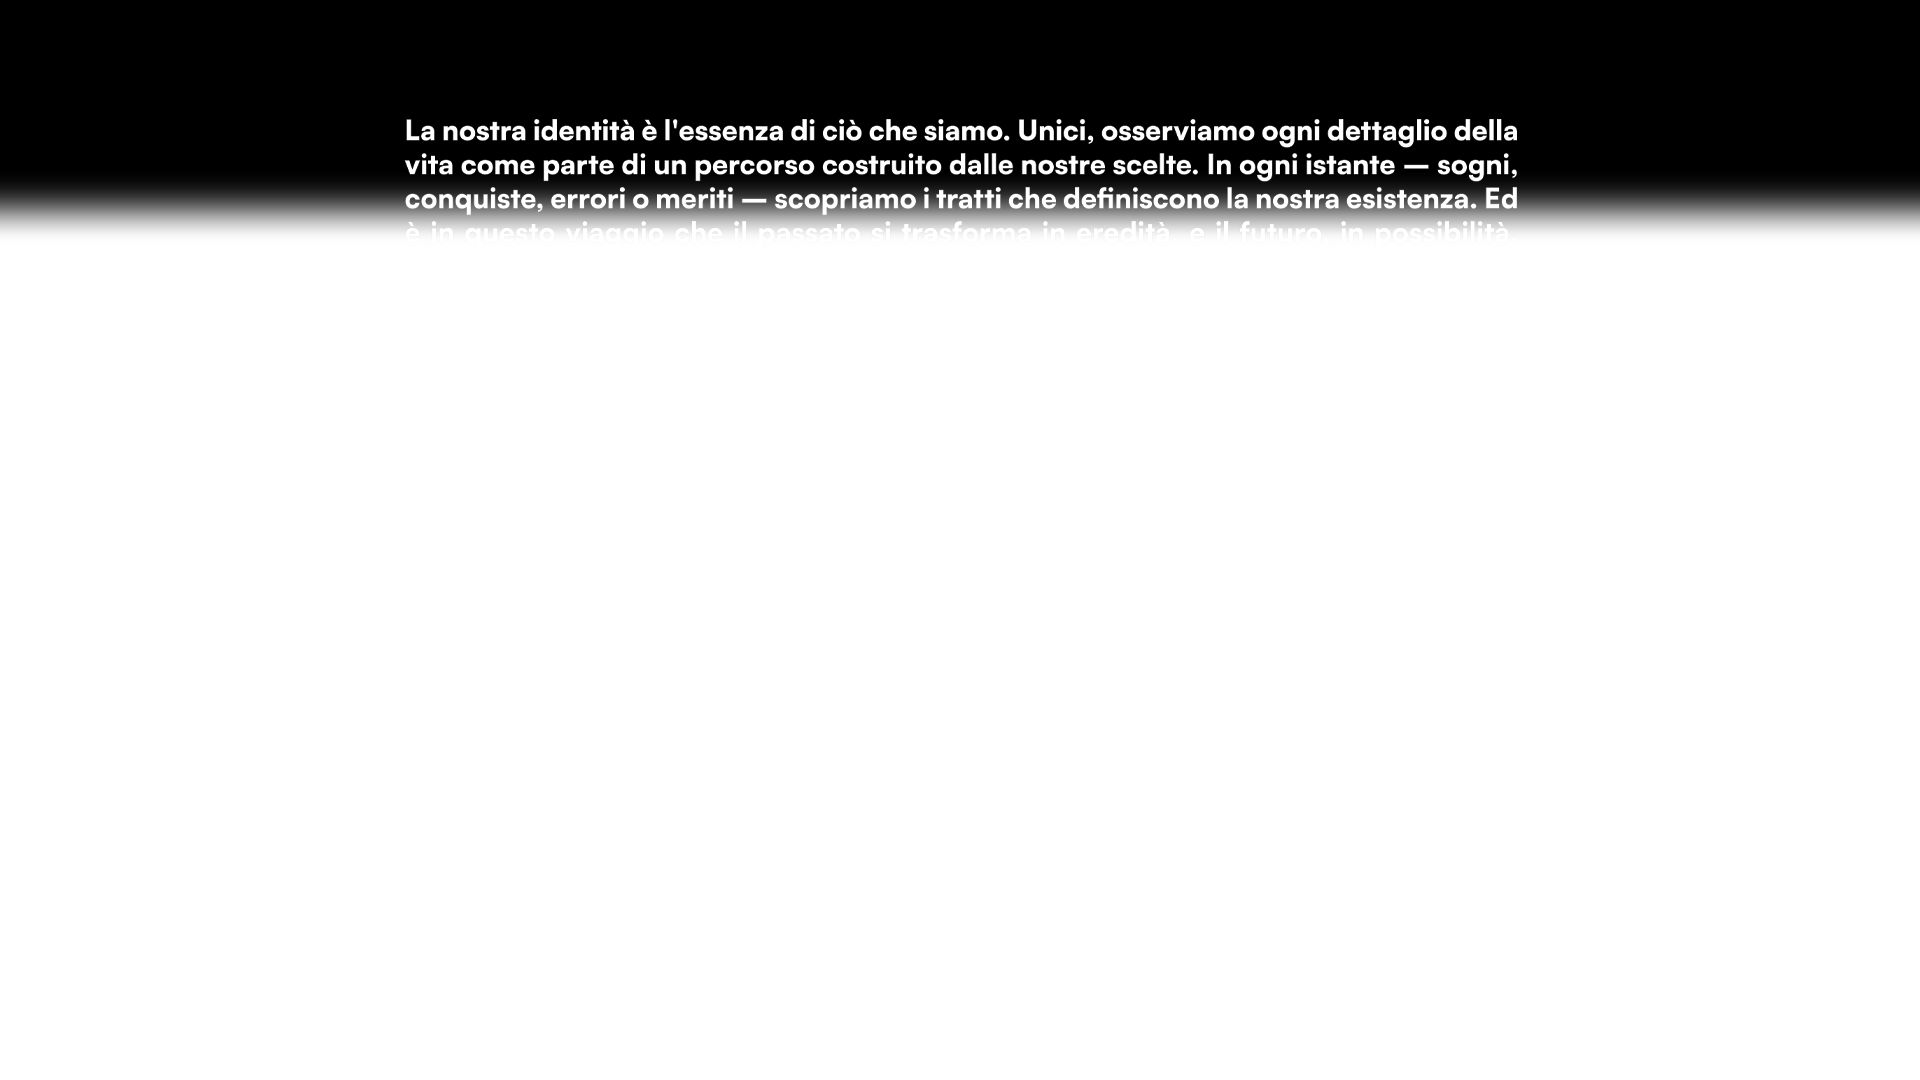 La nostra identità è l'essenza di ciò che siamo. Unici, osserviamo ogni dettaglio della
vita come parte di un percorso costruito dalle nostre scelte. In ogni istante — sogni,
conquiste, errori o meriti — scopriamo i tratti che definiscono la nostra esistenza. Ed
è in questo viaggio che il passato si trasforma in eredità, e il futuro, in possibilità.